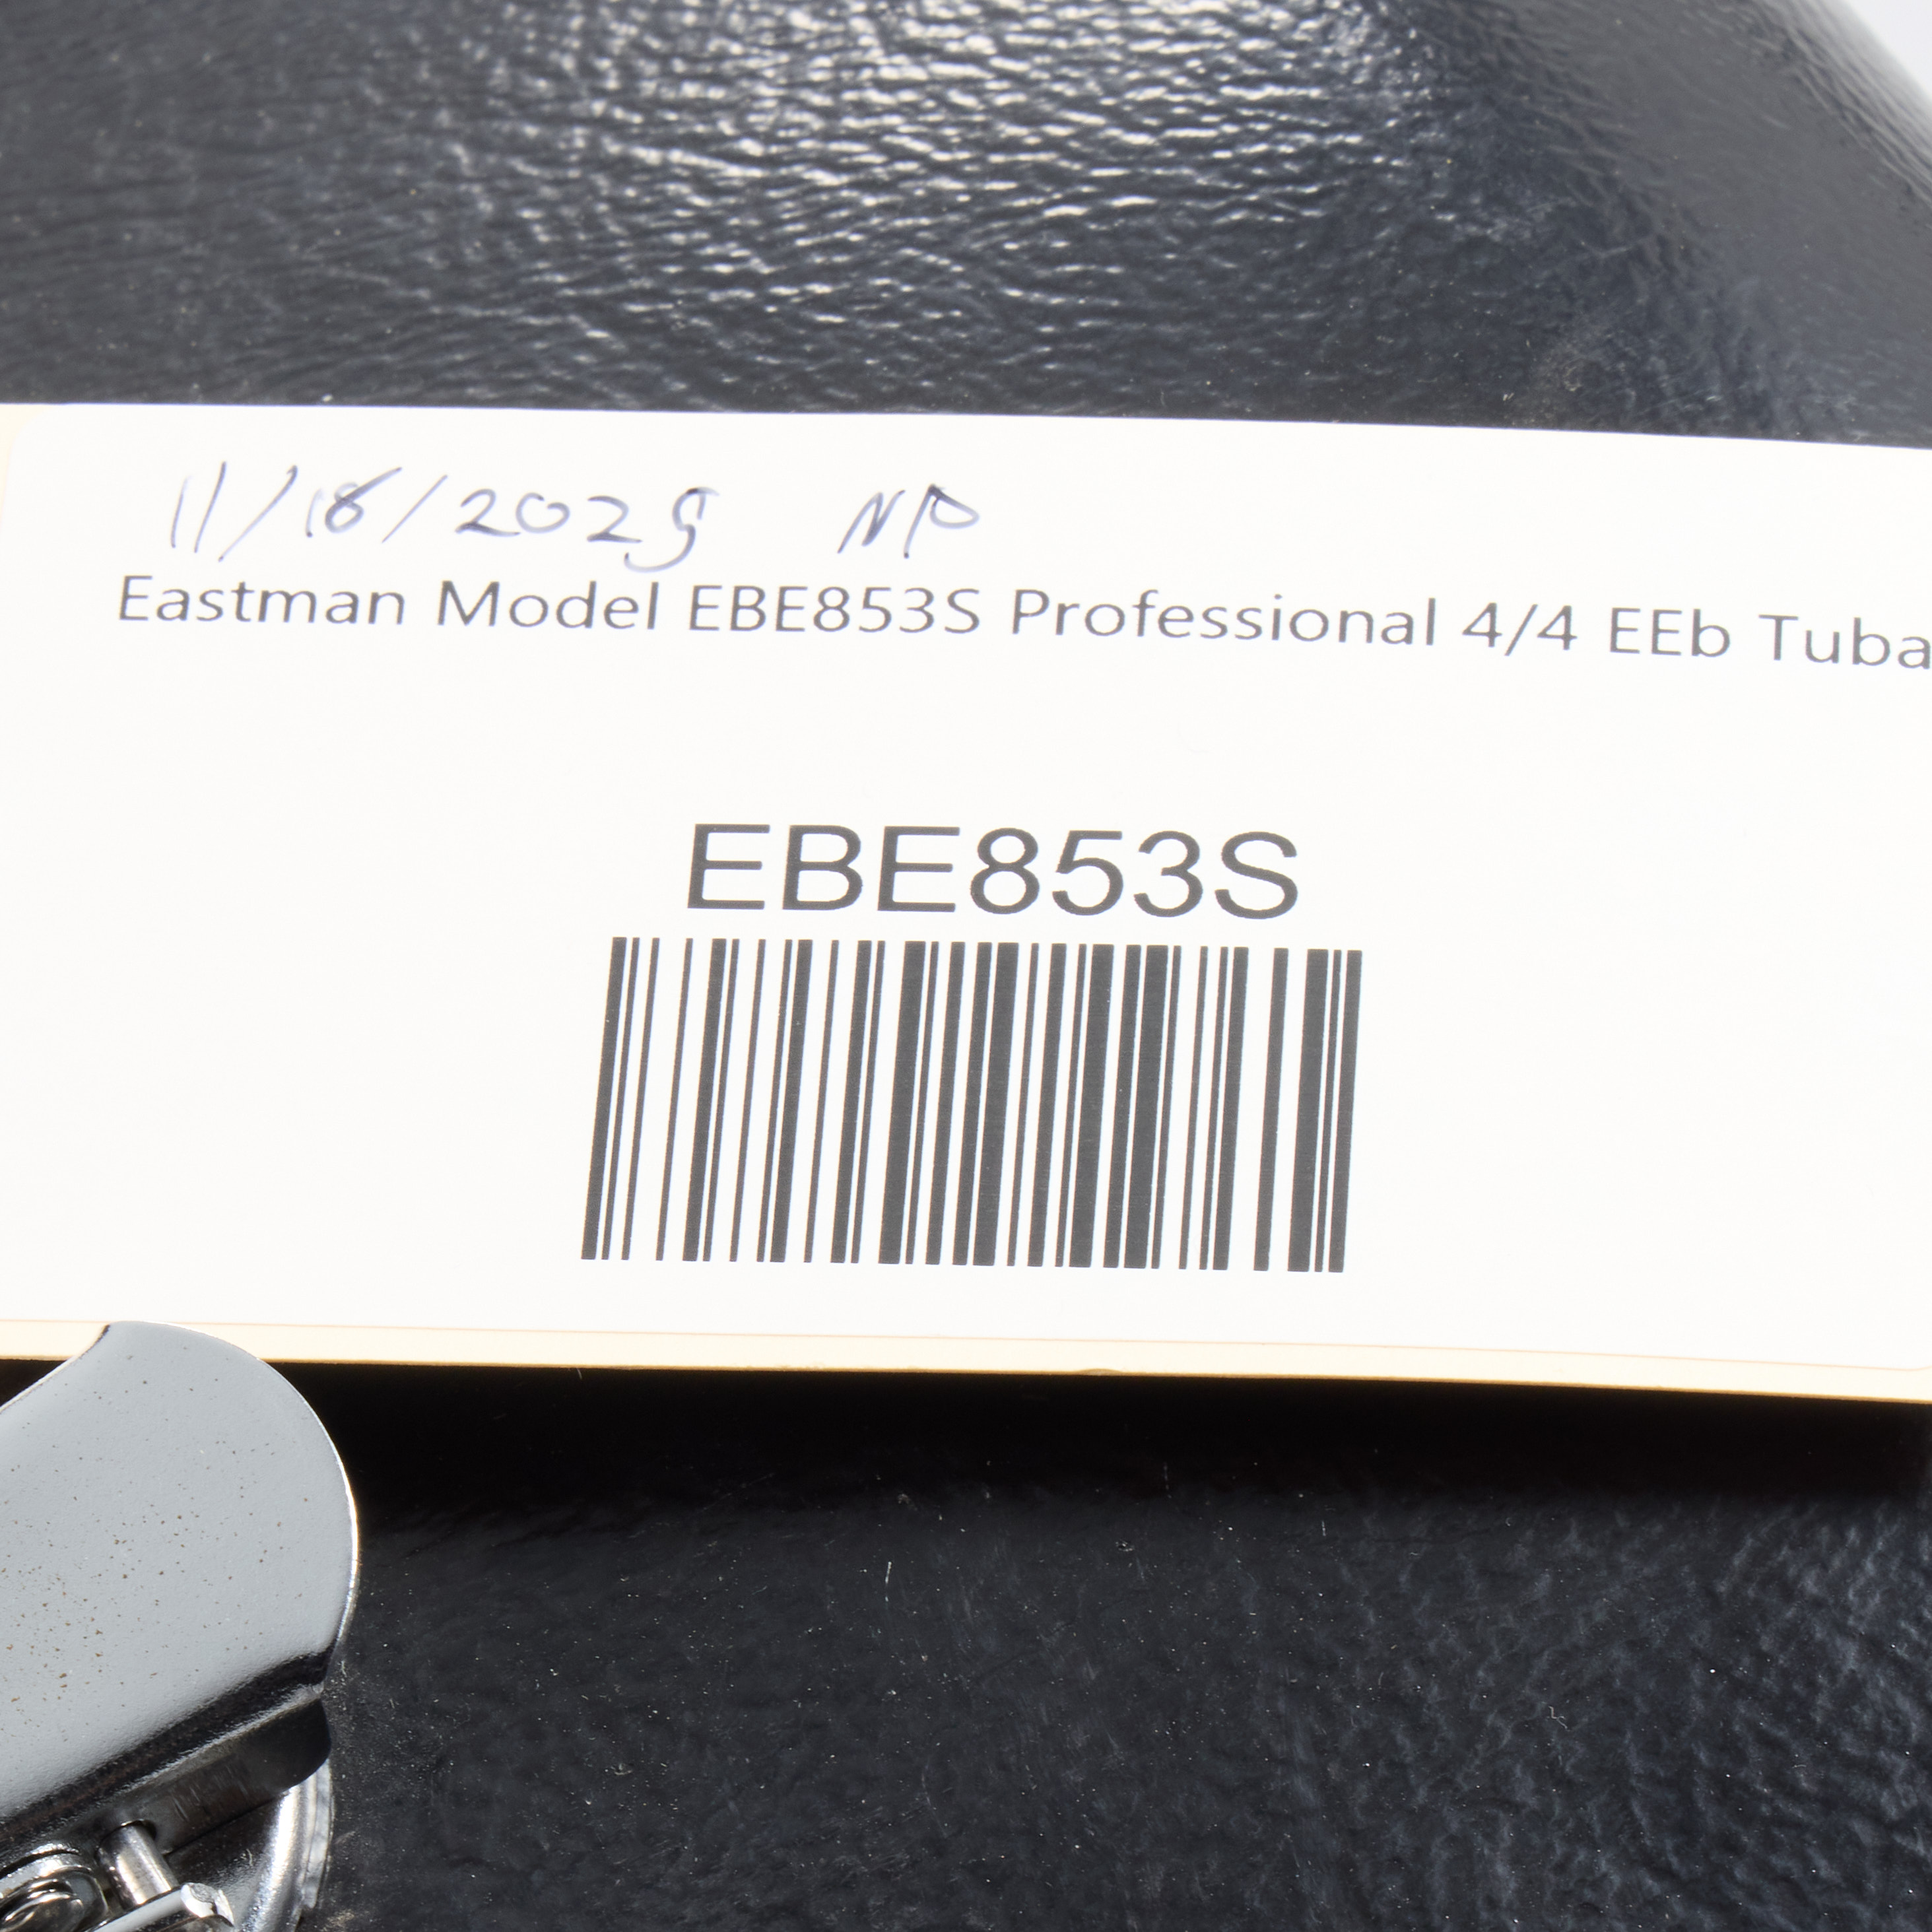 11/18/2025 NP
Eastman Model EBE853S Professional 4/4 EEb Tuba
EBE853S